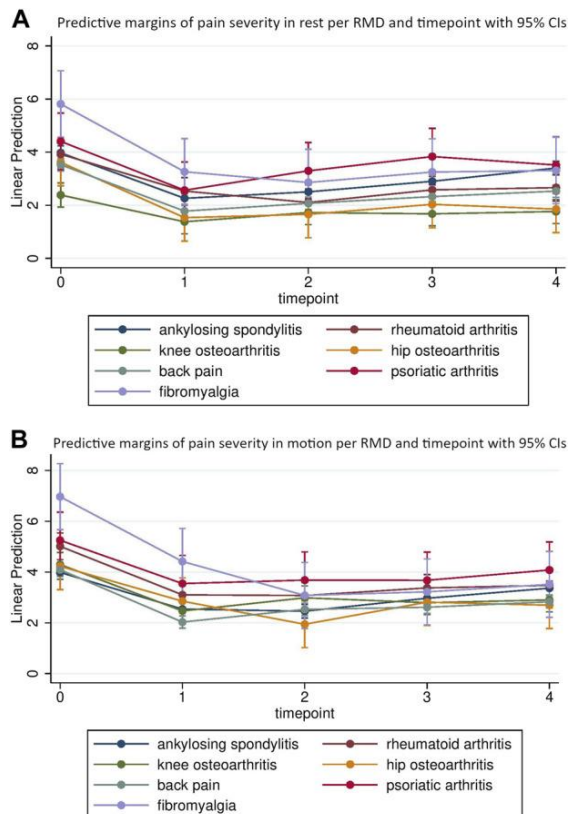 A
Predictive margins of pain severity in rest per RMD and timepoint with 95% CIs
8
6
4
2
0
Linear Prediction
0 1 2 3 4
timepoint
ankylosing spondylitis rheumatoid arthritis
knee osteoarthritis hip osteoarthritis
back pain psoriatic arthritis
fibromyalgia
B
Predictive margins of pain severity in motion per RMD and timepoint with 95% CIs
8
6
4
2
0
Linear Prediction
0 1 2 3 4
timepoint
ankylosing spondylitis rheumatoid arthritis
knee osteoarthritis hip osteoarthritis
back pain psoriatic arthritis
fibromyalgia